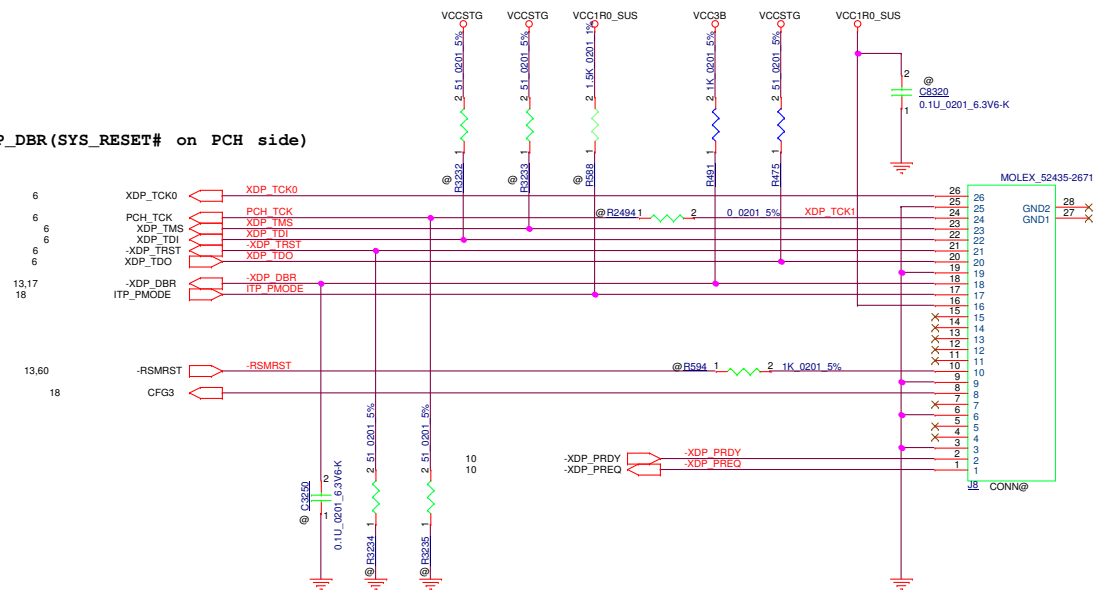 VCCSTG VCCSTG VCC1R0_SUS VCC3B VCCSTG VCC1R0_SUS
51_0201_5% 51_0201_5% 1.5K_0201_1% 1K_0201_5% 51_0201_5%
2 @ C8320
0.1U_0201_6.3V6-K
1
2 2 2 2 2
P_DBR(SYS_RESET# on PCH side)
1 1 1 1 1
@ R3232 @ R3233 @ R588 R491 R475
MOLEX_52435-2671
6 XDP_TCK0 XDP_TCK0 26 26
25 25
28 GND2
6 PCH_TCK PCH_TCK @ R2494 1 2 0_0201_5% XDP_TCK1 24 24
27 GND1
6 XDP_TMS XDP_TMS 23 23
6 XDP_TDI XDP_TDI 22 22
6 -XDP_TRST -XDP_TRST 21 21
6 XDP_TDO XDP_TDO 20 20
19 19
13,17 -XDP_DBR -XDP_DBR 18 18
18 ITP_PMODE ITP_PMODE 17 17
16 16
15 15
14 14
13 13
12 12
11 11
13,60 -RSMRST -RSMRST @ R594 1 2 1K_0201_5% 10 10
9 9
18 CFG3 8 8
7 7
6 6
5 5
4 4
3 3
10 -XDP_PRDY -XDP_PRDY 2 2
10 -XDP_PREQ -XDP_PREQ 1 1
J8 CONN@
51_0201_5% 51_0201_5%
2 2 2
@ C3250 0.1U_0201_6.3V6-K
1 1 1
@ R3234 @ R3235